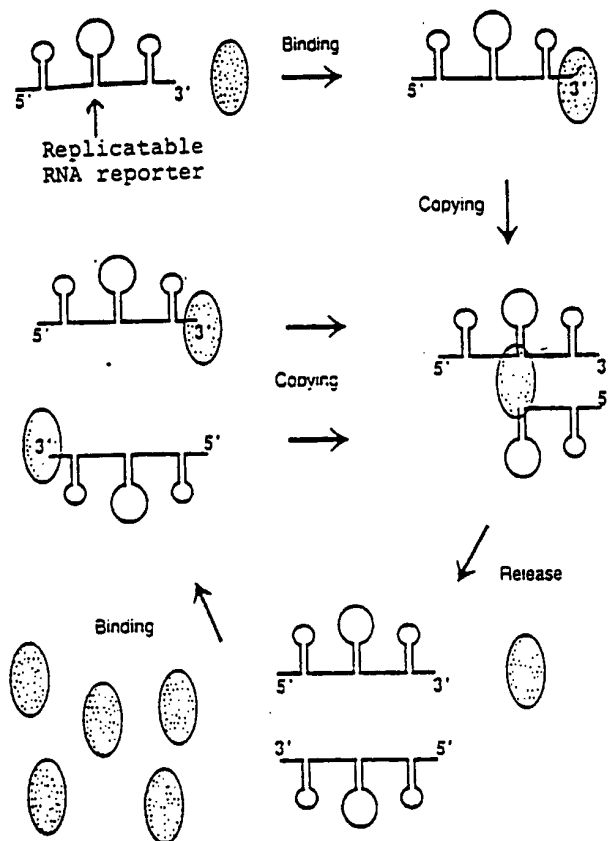 Binding
5' 3'
3'
5'
Replicatable
RNA reporter
Copying
3'
5'
5' 3
5
Copying
3' 5'
Release
Binding
5' 3'
3' 5'